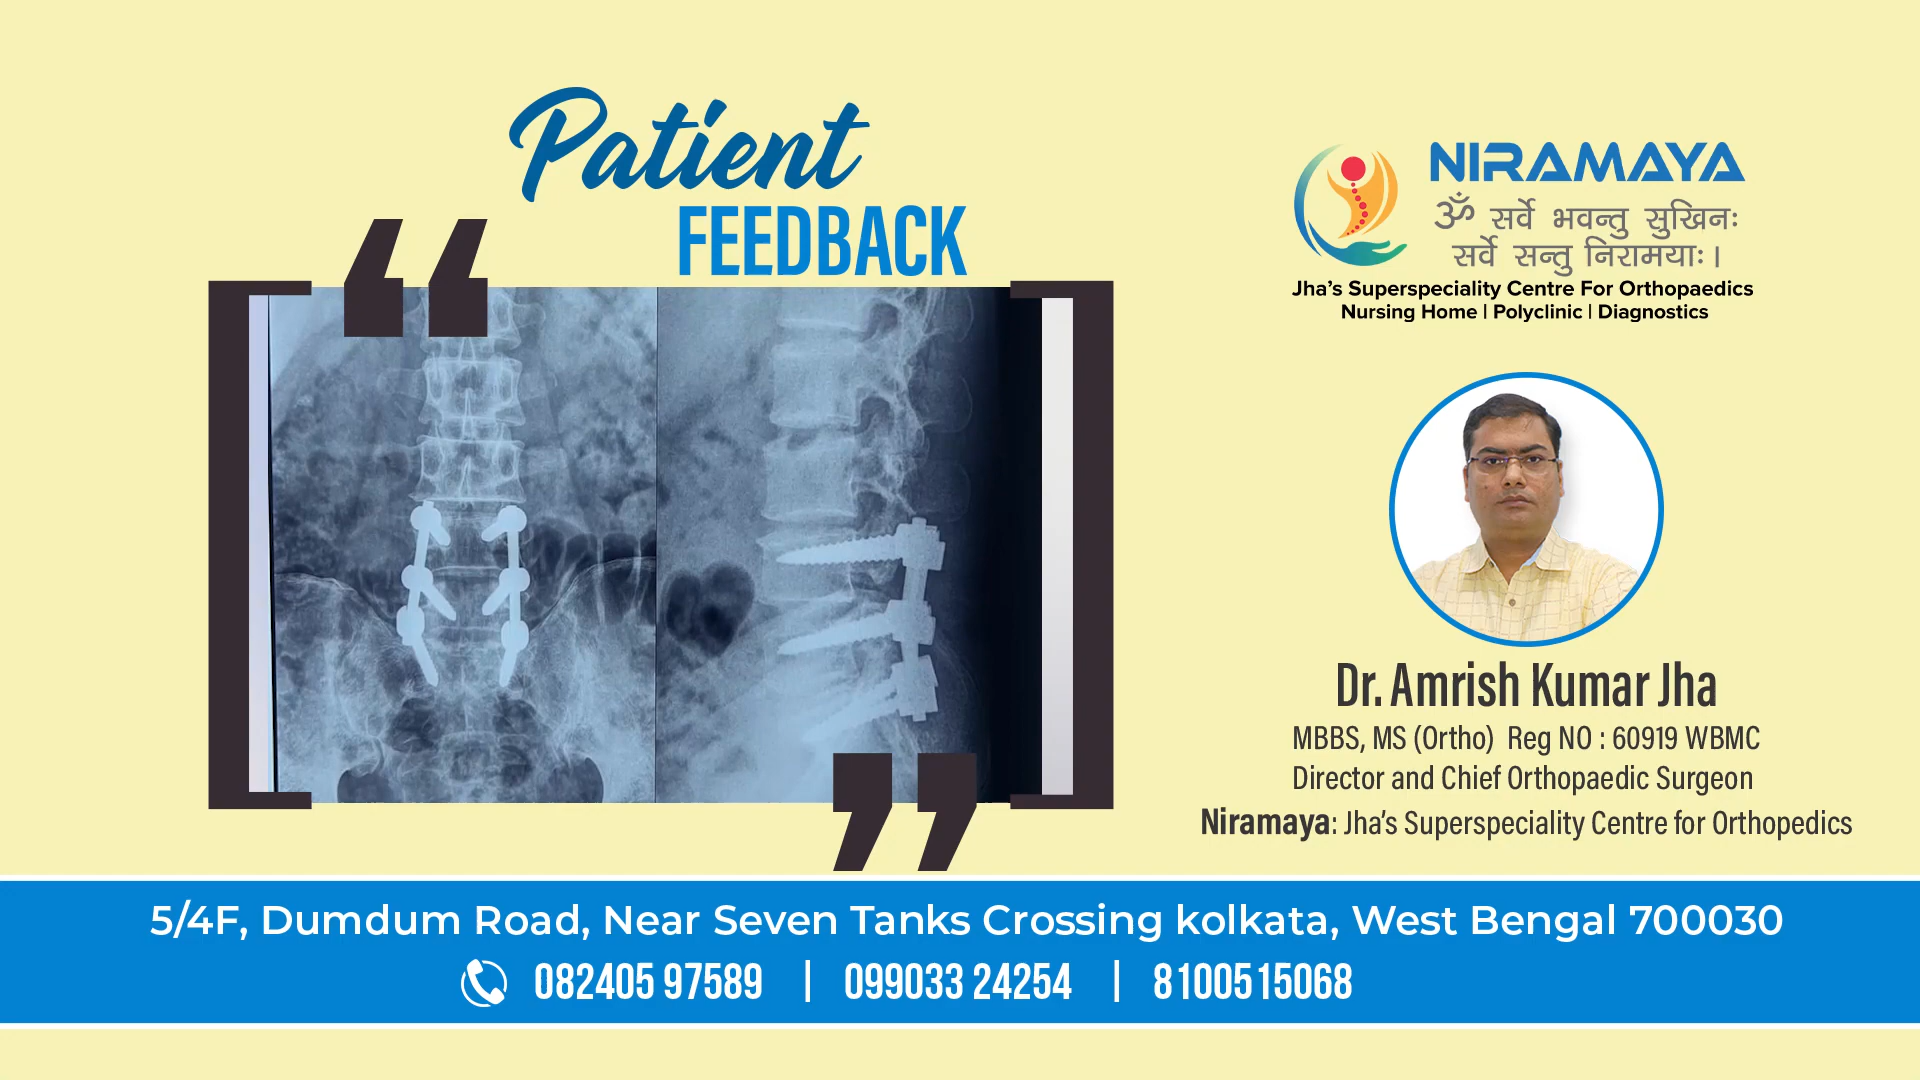 Patient
FEEDBACK
NIRAMAYA
ॐ सर्वे भवन्तु सुखिनः
सर्वे सन्तु निरामयाः।
Jha's Superspeciality Centre For Orthopaedics
Nursing Home | Polyclinic | Diagnostics
Dr. Amrish Kumar Jha
MBBS, MS (Ortho) Reg NO : 60919 WBMC
Director and Chief Orthopaedic Surgeon
Niramaya: Jha's Superspeciality Centre for Orthopedics
5/4F, Dumdum Road, Near Seven Tanks Crossing kolkata, West Bengal 700030
082405 97589 | 099033 24254 | 8100515068